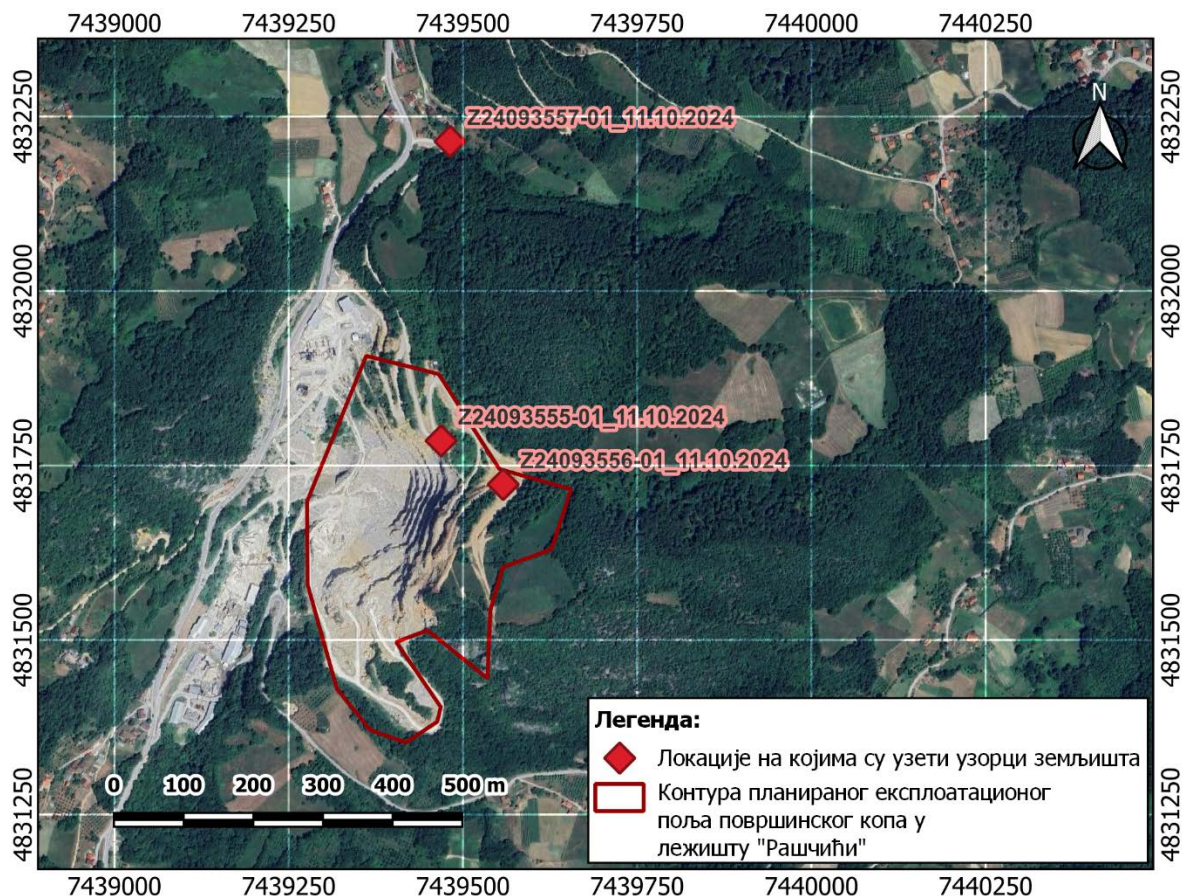 7439000 7439250 7439500 7439750 7440000 7440250
4832250 4832250
N
Z24093557-01_11.10.2024
4832000 4832000
Z24093555-01_11.10.2024
4831750 4831750
Z24093556-01_11.10.2024
4831500 4831500
Легенда:
Локације на којима су узети узорци земљишта
Контура планираног експлоатационог
поља површинског копа у
лежишту "Рашчићи"
0 100 200 300 400 500 m
4831250 4831250
7439000 7439250 7439500 7439750 7440000 7440250